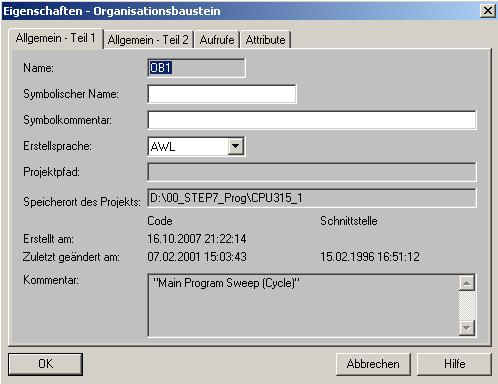 Eigenschaften - Organisationsbaustein
Allgemein - Teil 1 Allgemein - Teil 2 Aufrufe Attribute
Name: OB1
Symbolischer Name:
Symbolkommentar:
Erstellsprache: AWL
Projektpfad:
Speicherort des Projekts: D:\00_STEP7_Prog\CPU315_1
Code Schnittstelle
Erstellt am: 16.10.2007 21:22:14
Zuletzt geändert am: 07.02.2001 15:03:43 15.02.1996 16:51:12
Kommentar: "Main Program Sweep (Cycle)"
OK Abbrechen Hilfe